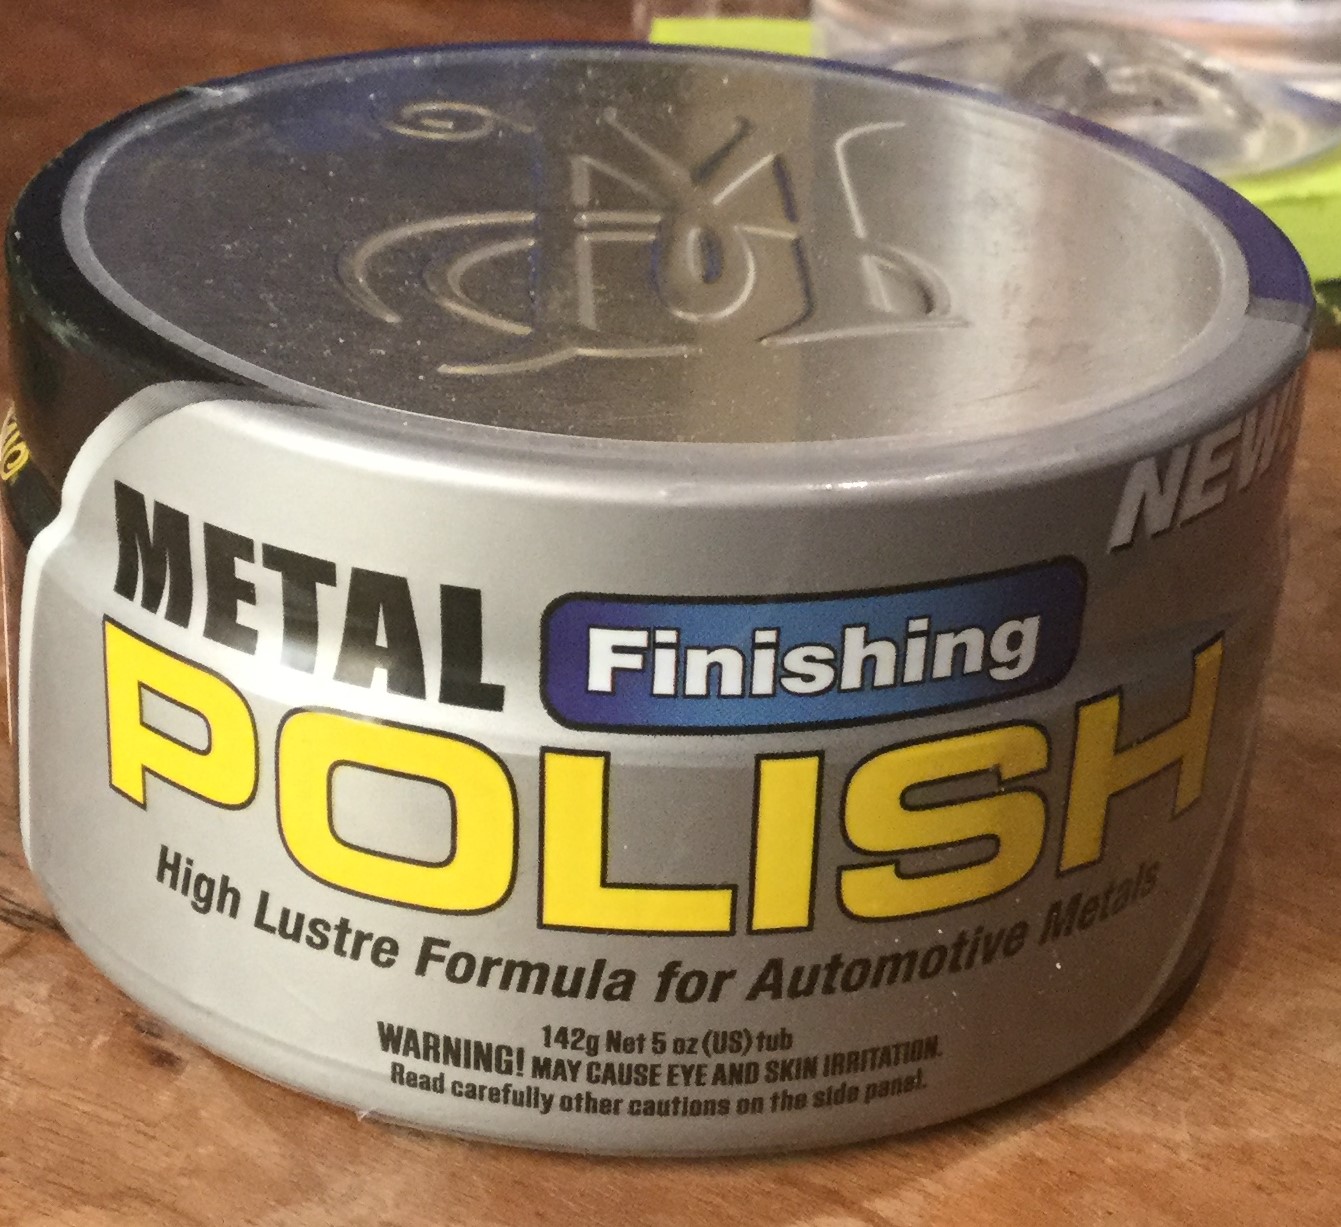 NEW!
METAL
Finishing
POLISH
High Lustre Formula for Automotive Metals
142g Net 5 oz (US) tub
WARNING! MAY CAUSE EYE AND SKIN IRRITATION.
Read carefully other cautions on the side panel.